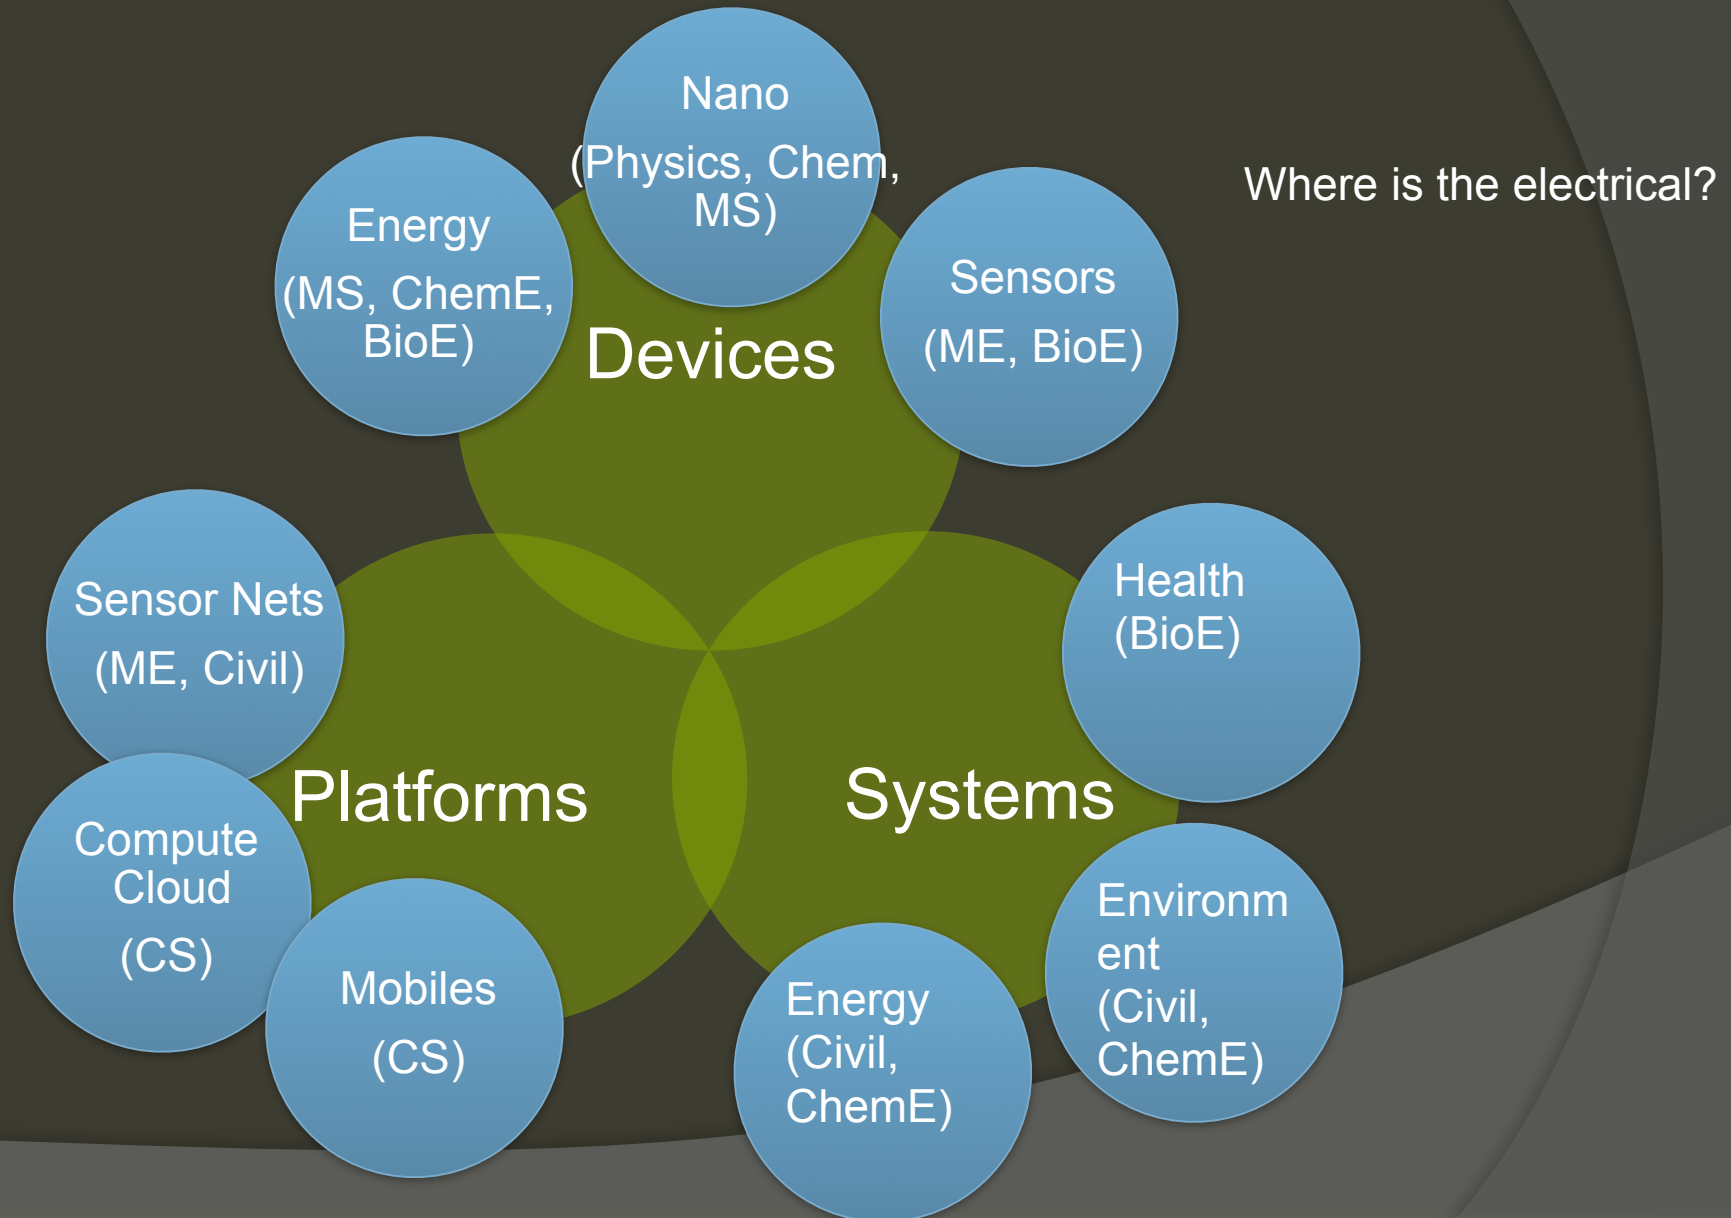 Nano
(Physics, Chem,
MS)
Where is the electrical?
Energy
(MS, ChemE,
BioE)
Sensors
(ME, BioE)
Devices
Sensor Nets
(ME, Civil)
Health
(BioE)
Platforms
Systems
Compute
Cloud
(CS)
Environm
ent
(Civil,
ChemE)
Mobiles
(CS)
Energy
(Civil,
ChemE)